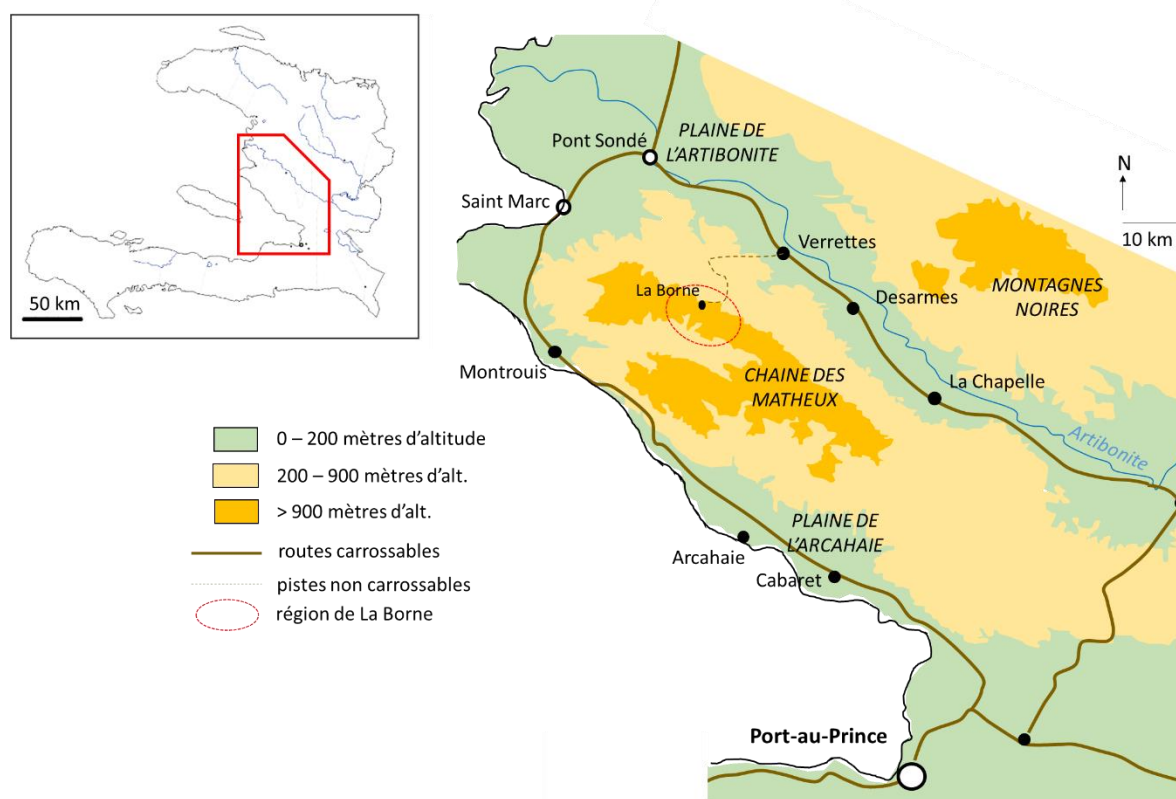 50 km
PLAINE DE
L'ARTIBONITE
Pont Sondé
N
Saint Marc
10 km
Verrettes
La Borne
Desarmes
MONTAGNES
NOIRES
Montrouis
CHAINE DES
MATHEUX
La Chapelle
Artibonite
0 – 200 mètres d'altitude
200 – 900 mètres d'alt.
> 900 mètres d'alt.
routes carrossables
pistes non carrossables
région de La Borne
PLAINE DE
L'ARCAHAIE
Arcahaie
Cabaret
Port-au-Prince